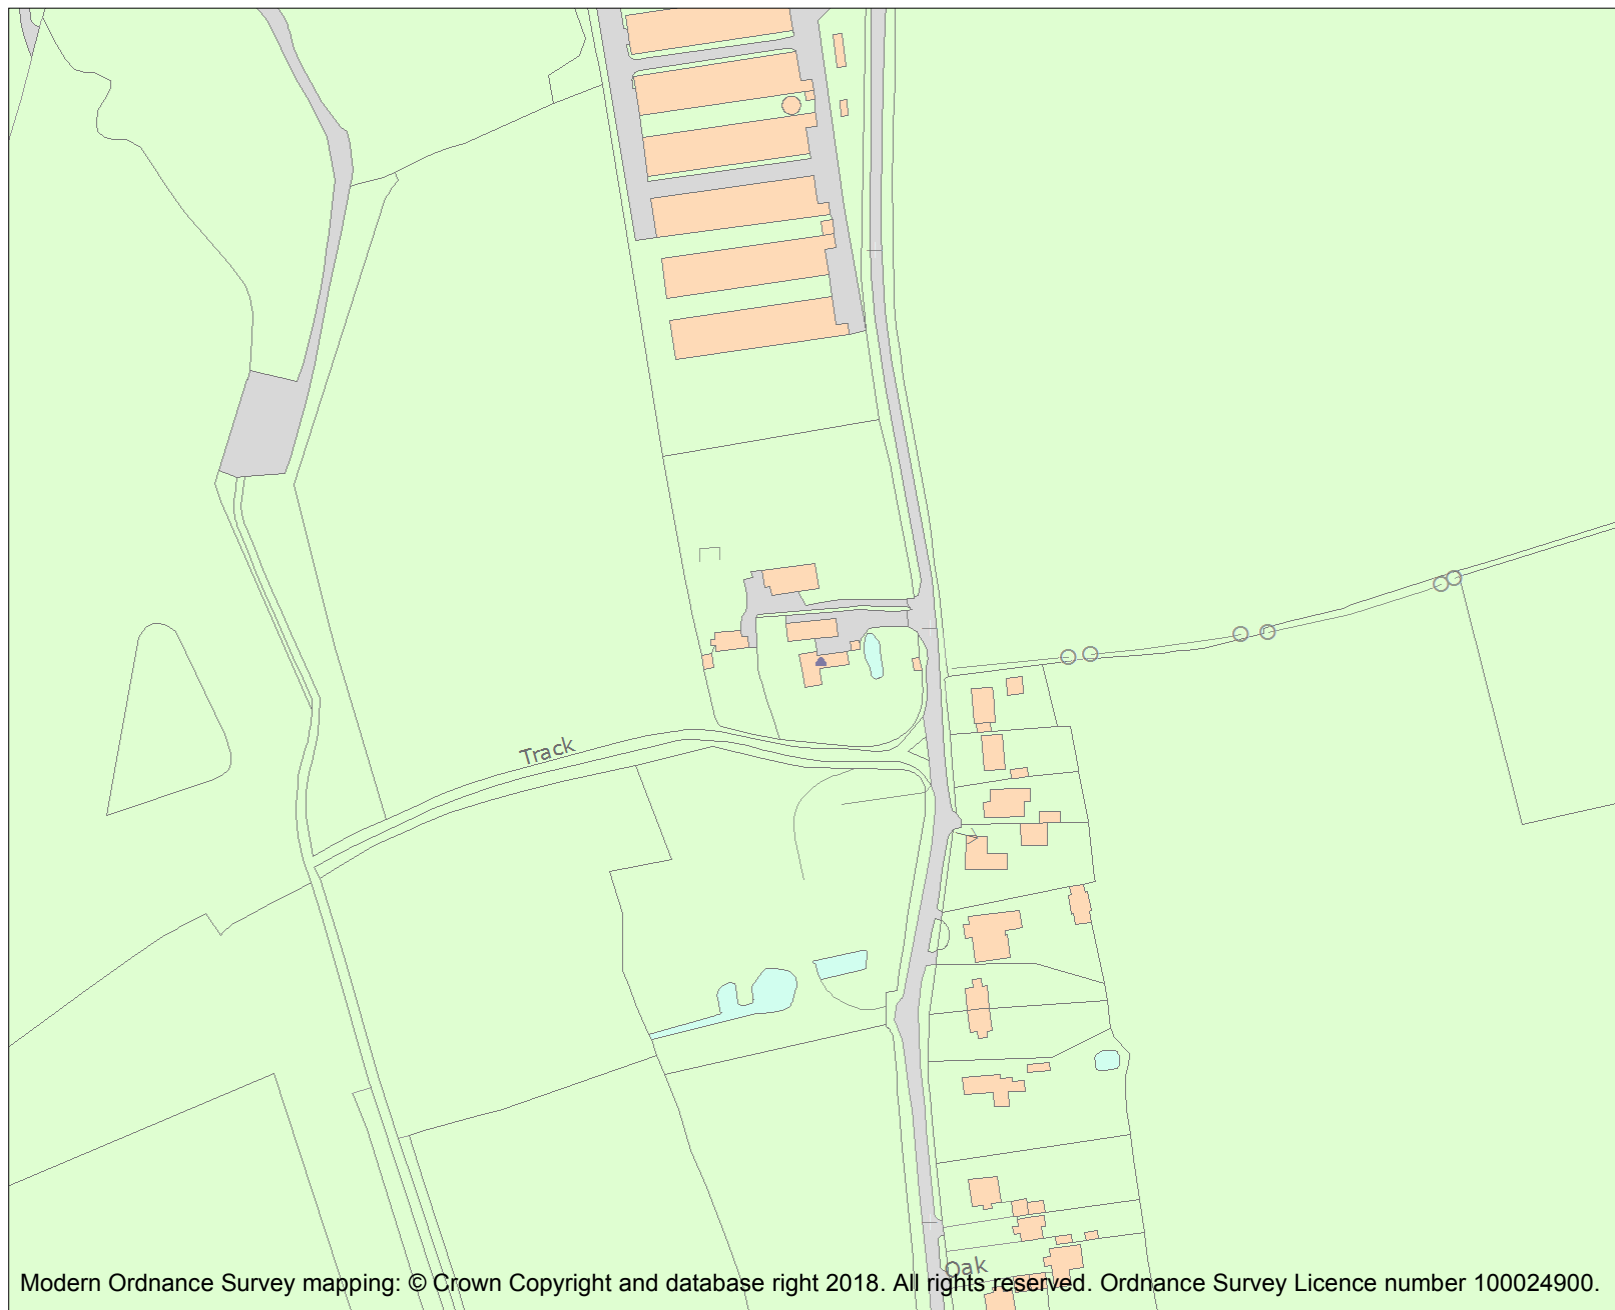 Track
Oak
Modern Ordnance Survey mapping: © Crown Copyright and database right 2018. All rights reserved. Ordnance Survey Licence number 100024900.